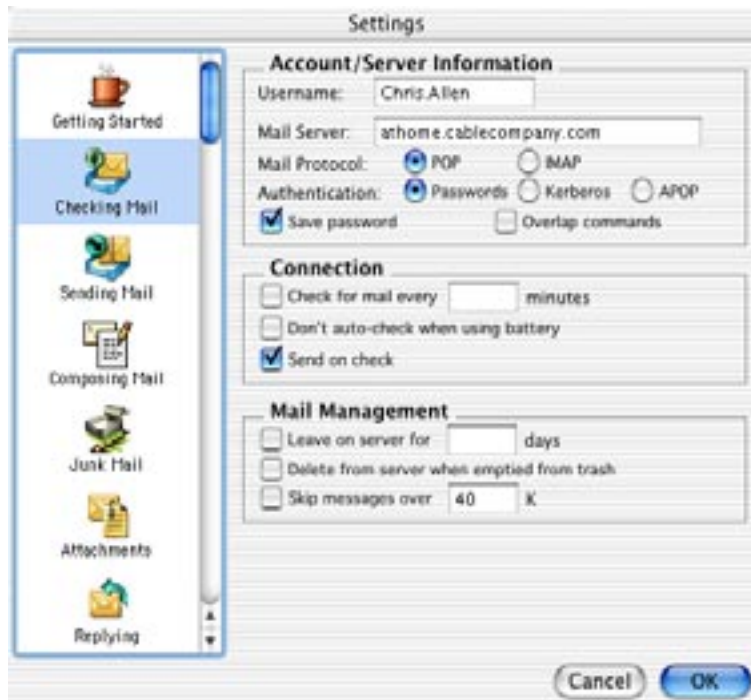 Settings
Getting Started
Checking Mail
Sending Mail
Composing Mail
Junk Mail
Attachments
Replying
Account/Server Information
Username: Chris.Allen
Mail Server: athome.cablecompany.com
Mail Protocol: POP IMAP
Authentication: Passwords Kerberos APOP
Save password Overlap commands
Connection
Check for mail every minutes
Don't auto-check when using battery
Send on check
Mail Management
Leave on server for days
Delete from server when emptied from trash
Skip messages over 40 K
Cancel OK